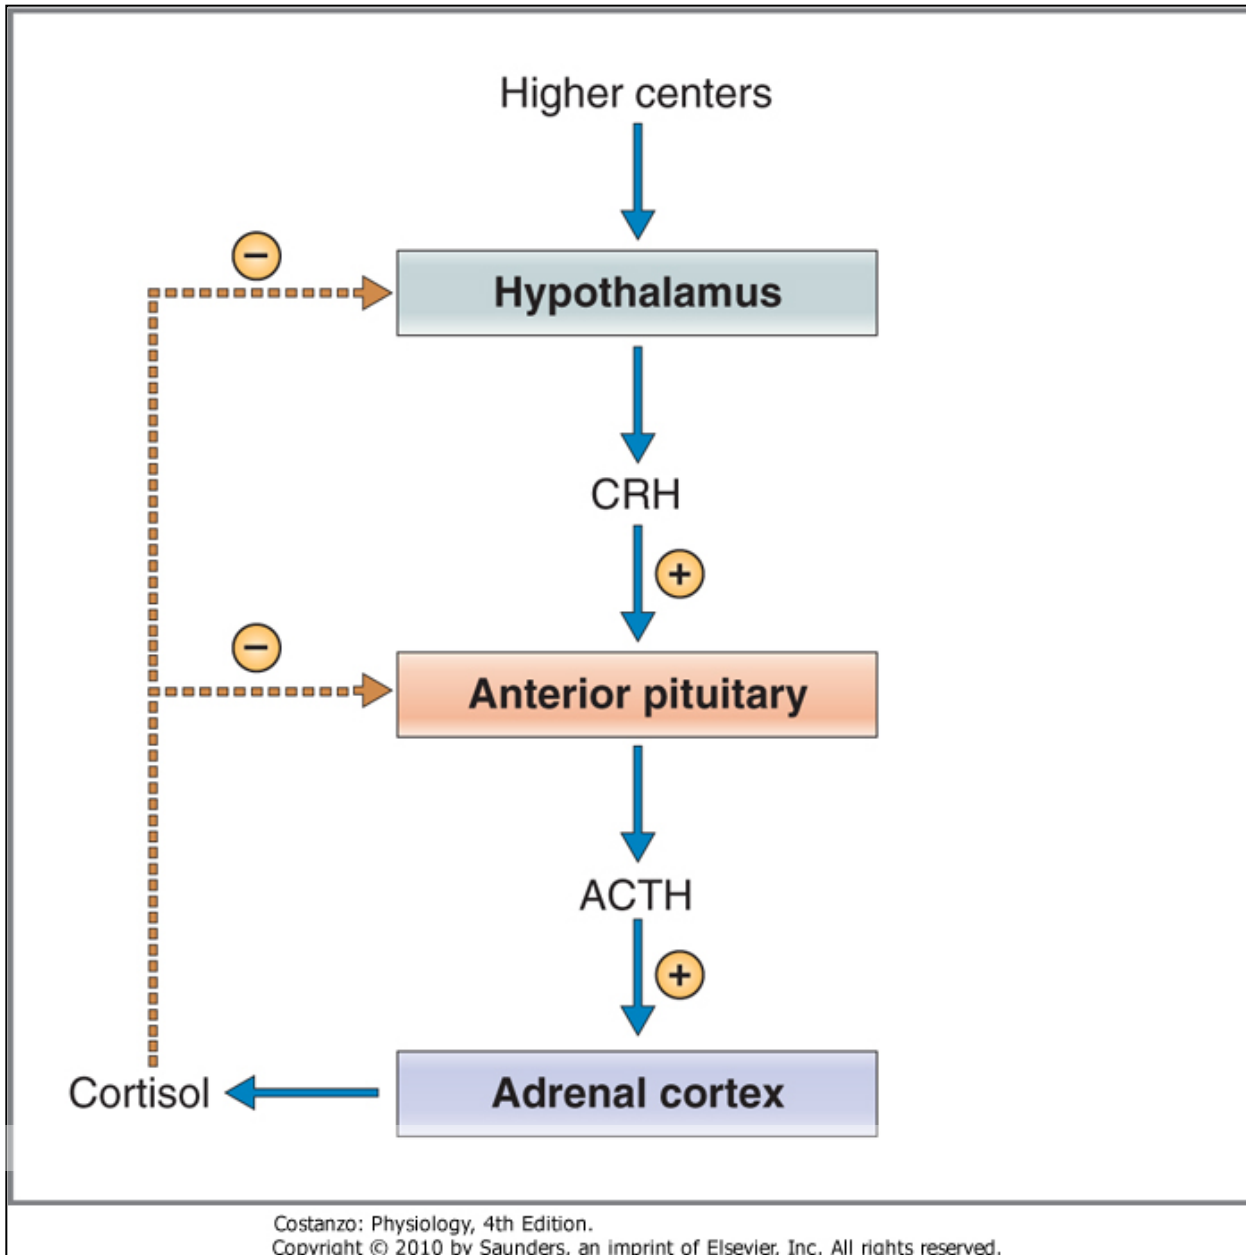 Higher centers
−
Hypothalamus
CRH
+
−
Anterior pituitary
ACTH
+
Cortisol
Adrenal cortex
Costanzo: Physiology, 4th Edition.
Copyright © 2010 by Saunders, an imprint of Elsevier, Inc. All rights reserved.